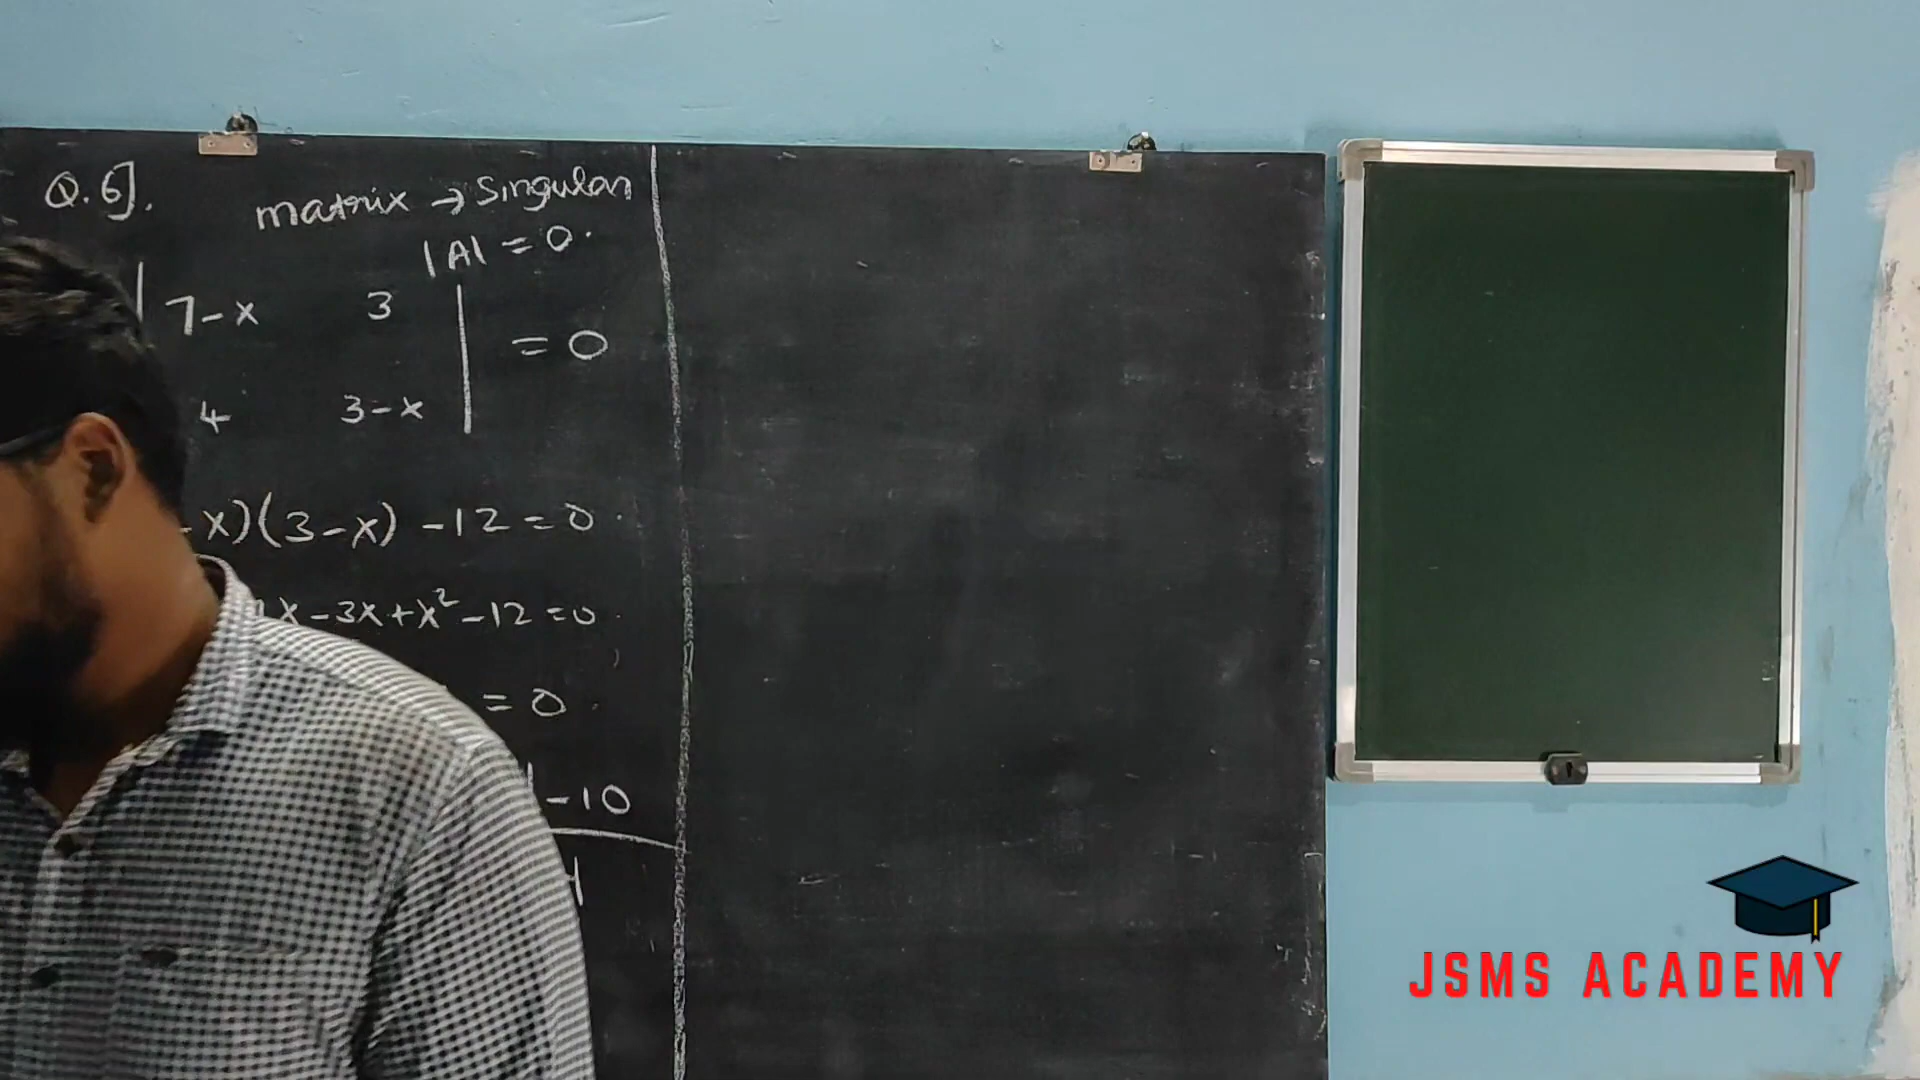 Q.6].
matrix → Singular
|A| = 0.
| 7-x 3 | = 0
4 3-x
-x)(3-x) -12 = 0.
x-3x+x²-12=0.
= 0.
-10
JSMS ACADEMY